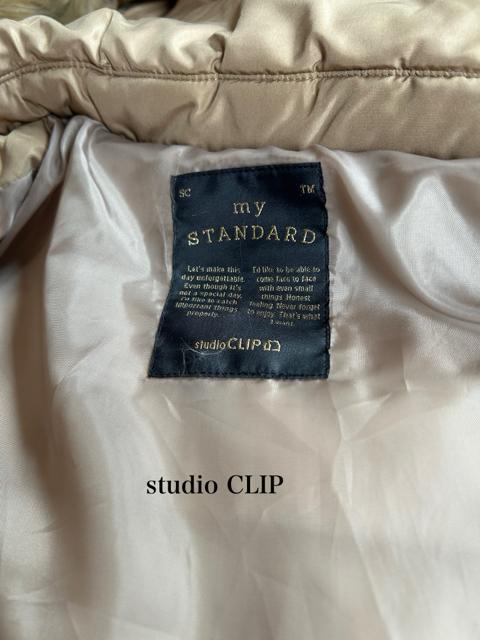 SC TM
my
STANDARD
Let's make this
day unforgettable.
Even though it's
not a special day.
I'd like to catch
important things
properly.
I'd like to be able to
come face to face
with even small
things Honest
feeling Never forget
to enjoy. That's what
I want.
studio CLIP
studio CLIP